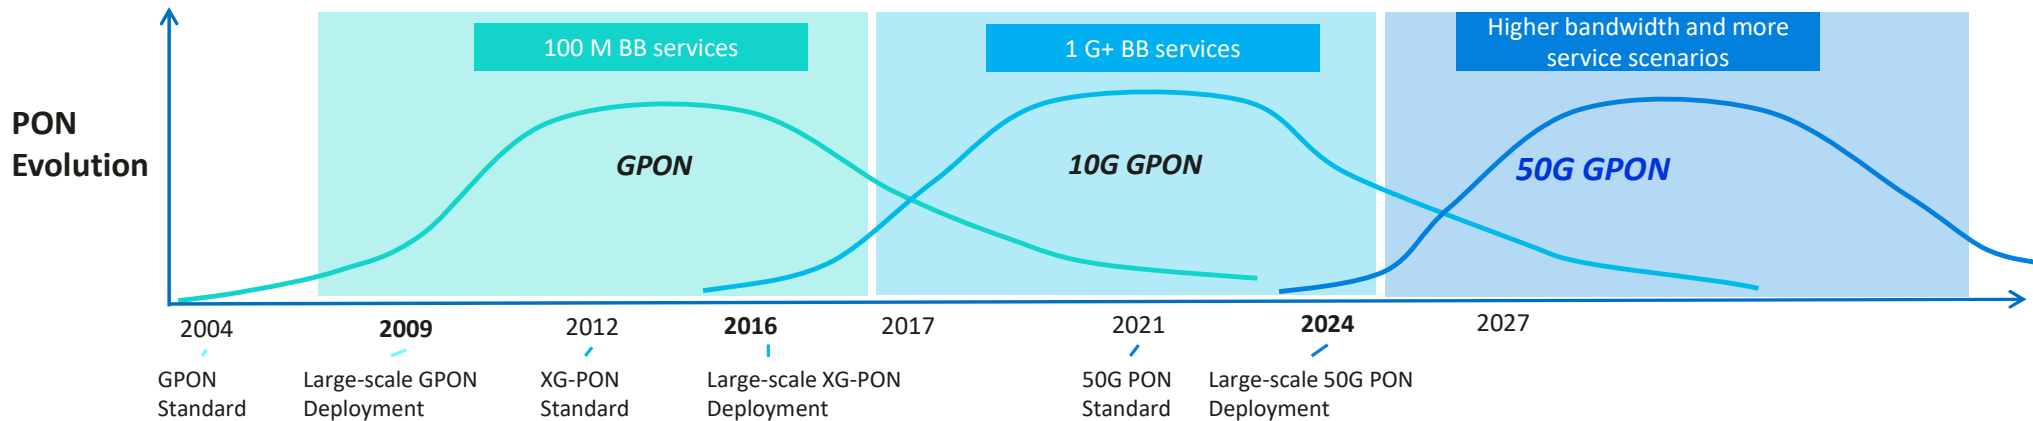 100 M BB services
1 G+ BB services
Higher bandwidth and more
service scenarios
PON
Evolution
GPON
10G GPON
50G GPON
2004
2009
2012
2016
2017
2021
2024
2027
GPON
Standard
Large-scale GPON
Deployment
XG-PON
Standard
Large-scale XG-PON
Deployment
50G PON
Standard
Large-scale 50G PON
Deployment